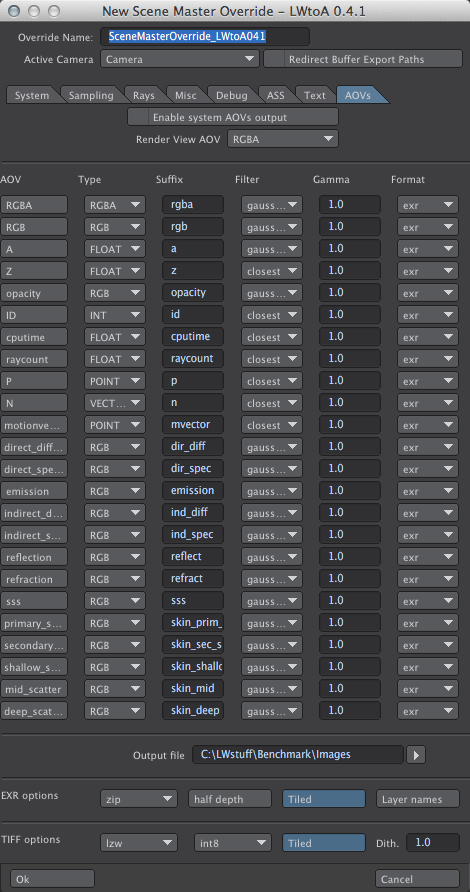 New Scene Master Override - LWtoA 0.4.1
Override Name: SceneMasterOverride_LWtoA041
Active Camera Camera Redirect Buffer Export Paths
System Sampling Rays Misc Debug ASS Text AOVs
Enable system AOVs output
Render View AOV RGBA
AOV Type Suffix Filter Gamma Format
RGBA RGBA rgba gauss... 1.0 exr
RGB RGB rgb gauss... 1.0 exr
A FLOAT a gauss... 1.0 exr
Z FLOAT z closest 1.0 exr
opacity RGB opacity gauss... 1.0 exr
ID INT id closest 1.0 exr
cputime FLOAT cputime closest 1.0 exr
raycount FLOAT raycount closest 1.0 exr
P POINT p closest 1.0 exr
N VECT... n closest 1.0 exr
motionve... POINT mvector closest 1.0 exr
direct_diff... RGB dir_diff gauss... 1.0 exr
direct_spe... RGB dir_spec gauss... 1.0 exr
emission RGB emission gauss... 1.0 exr
indirect_d... RGB ind_diff gauss... 1.0 exr
indirect_s... RGB ind_spec gauss... 1.0 exr
reflection RGB reflect gauss... 1.0 exr
refraction RGB refract gauss... 1.0 exr
sss RGB sss gauss... 1.0 exr
primary_s... RGB skin_prim_ gauss... 1.0 exr
secondary... RGB skin_sec_s gauss... 1.0 exr
shallow_s... RGB skin_shallo gauss... 1.0 exr
mid_scatter RGB skin_mid gauss... 1.0 exr
deep_scat... RGB skin_deep gauss... 1.0 exr
Output file C:\LWstuff\Benchmark\Images
EXR options zip half depth Tiled Layer names
TIFF options lzw int8 Tiled Dith. 1.0
Ok Cancel